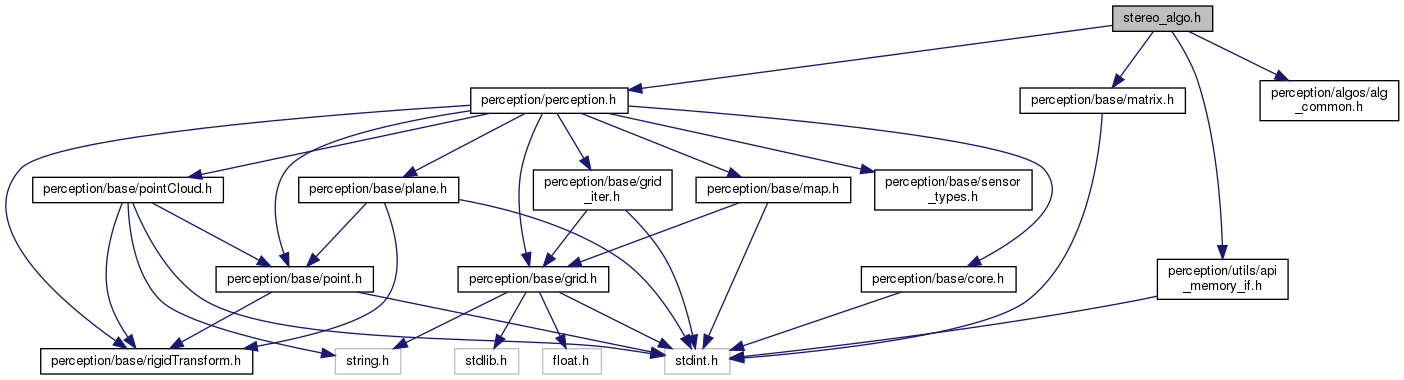 stereo_algo.h
perception/perception.h
perception/base/matrix.h
perception/algos/alg
_common.h
perception/base/pointCloud.h
perception/base/plane.h
perception/base/grid
_iter.h
perception/base/map.h
perception/base/sensor
_types.h
perception/base/point.h
perception/base/grid.h
perception/base/core.h
perception/utils/api
_memory_if.h
perception/base/rigidTransform.h
string.h
stdlib.h
float.h
stdint.h